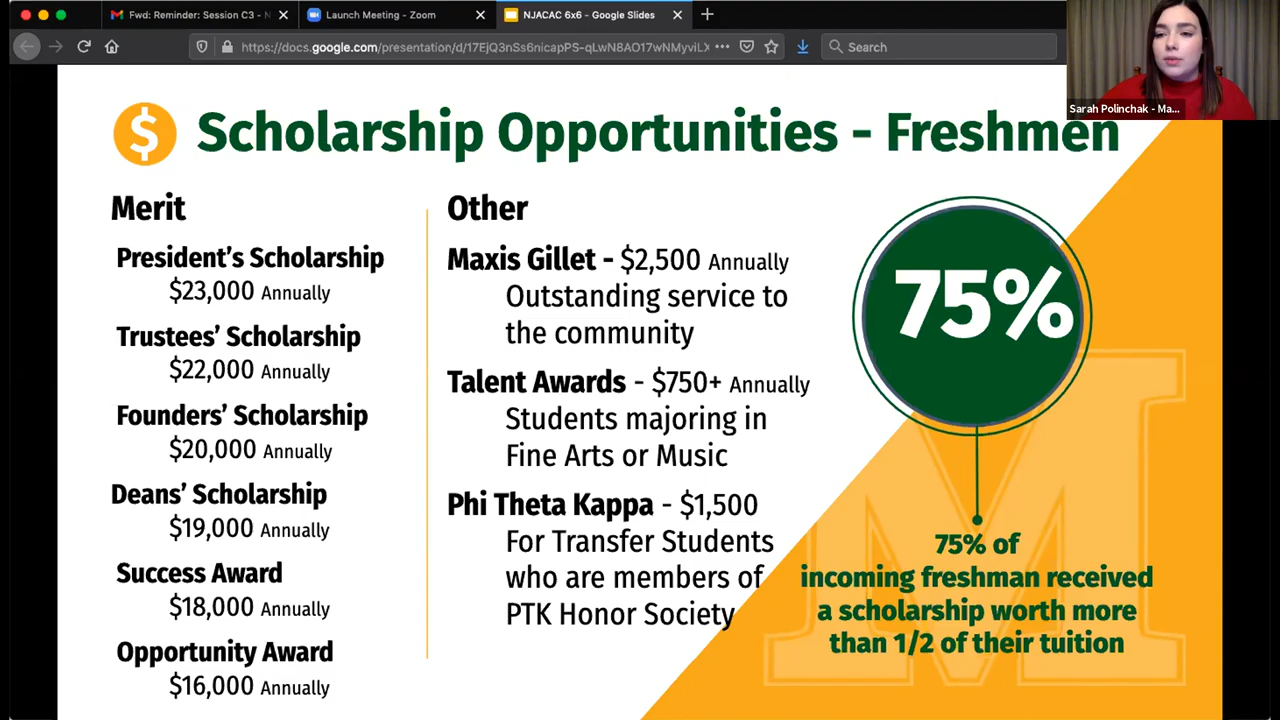 Fwd: Reminder: Session C3 - N
Launch Meeting - Zoom
NJACAC 6x6 - Google Slides
https://docs.google.com/presentation/d/17EjQ3nSs6nicapPS-qLwN8AO17wNMyviLX
Search
Sarah Polinchak - Ma...
$ Scholarship Opportunities - Freshmen
Merit
President's Scholarship
$23,000 Annually
Trustees' Scholarship
$22,000 Annually
Founders' Scholarship
$20,000 Annually
Deans' Scholarship
$19,000 Annually
Success Award
$18,000 Annually
Opportunity Award
$16,000 Annually
Other
Maxis Gillet - $2,500 Annually
Outstanding service to
the community
Talent Awards - $750+ Annually
Students majoring in
Fine Arts or Music
Phi Theta Kappa - $1,500
For Transfer Students
who are members of
PTK Honor Society
75%
75% of
incoming freshman received
a scholarship worth more
than 1/2 of their tuition
M